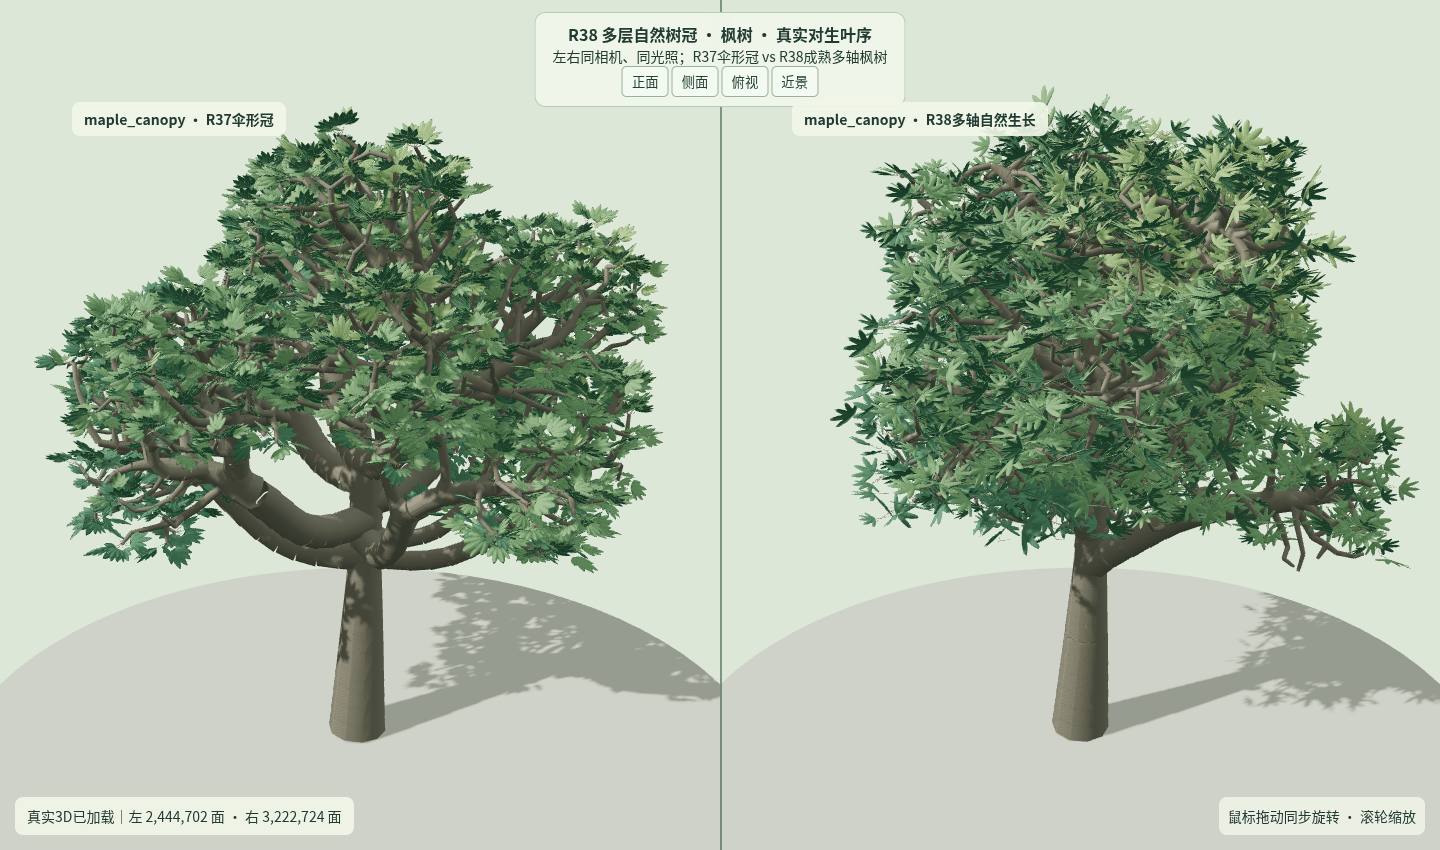 R38 多层自然树冠 · 枫树 · 真实对生叶序
左右同相机、同光照；R37伞形冠 vs R38成熟多轴枫树
正面 侧面 俯视 近景
maple_canopy · R37伞形冠
maple_canopy · R38多轴自然生长
真实3D已加载｜左 2,444,702 面 · 右 3,222,724 面
鼠标拖动同步旋转 · 滚轮缩放